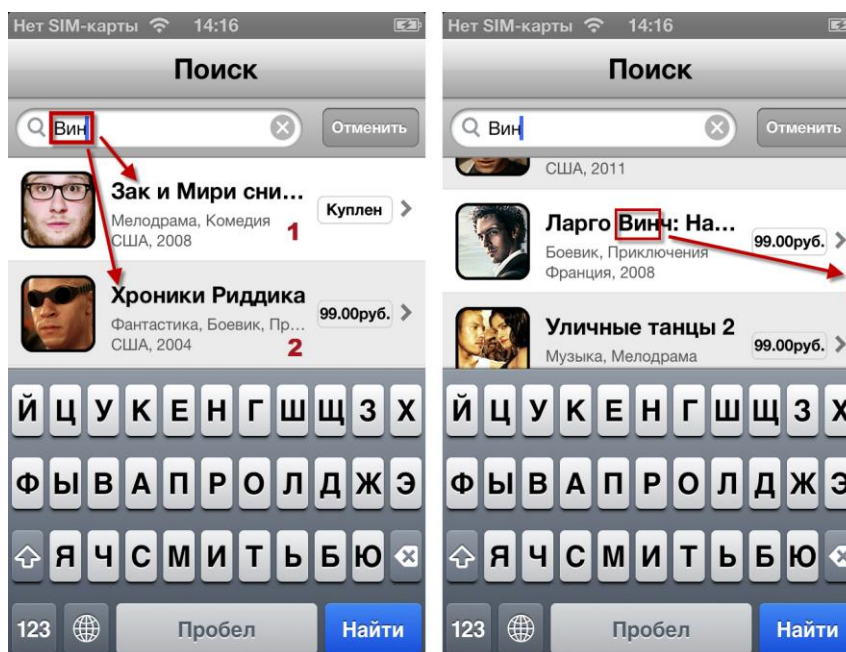 Нет SIM-карты 14:16
Поиск
Вин Отменить
Зак и Мири сни...
Мелодрама, Комедия
США, 2008
1
Куплен
Хроники Риддика
Фантастика, Боевик, Пр...
США, 2004
2
99.00руб.
Й Ц У К Е Н Г Ш Щ З Х
Ф Ы В А П Р О Л Д Ж Э
Я Ч С М И Т Ь Б Ю
123 Пробел Найти
Нет SIM-карты 14:16
Поиск
Вин Отменить
США, 2011
Ларго Винч: На...
Боевик, Приключения
Франция, 2008
99.00руб.
Уличные танцы 2
Музыка, Мелодрама
99.00руб.
Й Ц У К Е Н Г Ш Щ З Х
Ф Ы В А П Р О Л Д Ж Э
Я Ч С М И Т Ь Б Ю
123 Пробел Найти